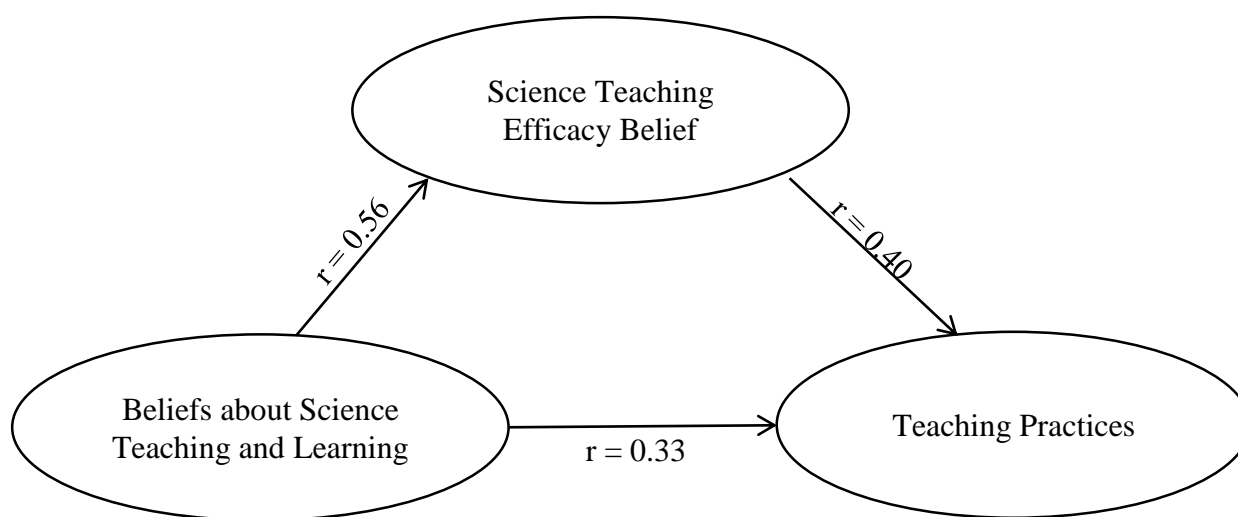 Science Teaching
Efficacy Belief
r = 0.56
r = 0.40
Beliefs about Science
Teaching and Learning
r = 0.33
Teaching Practices